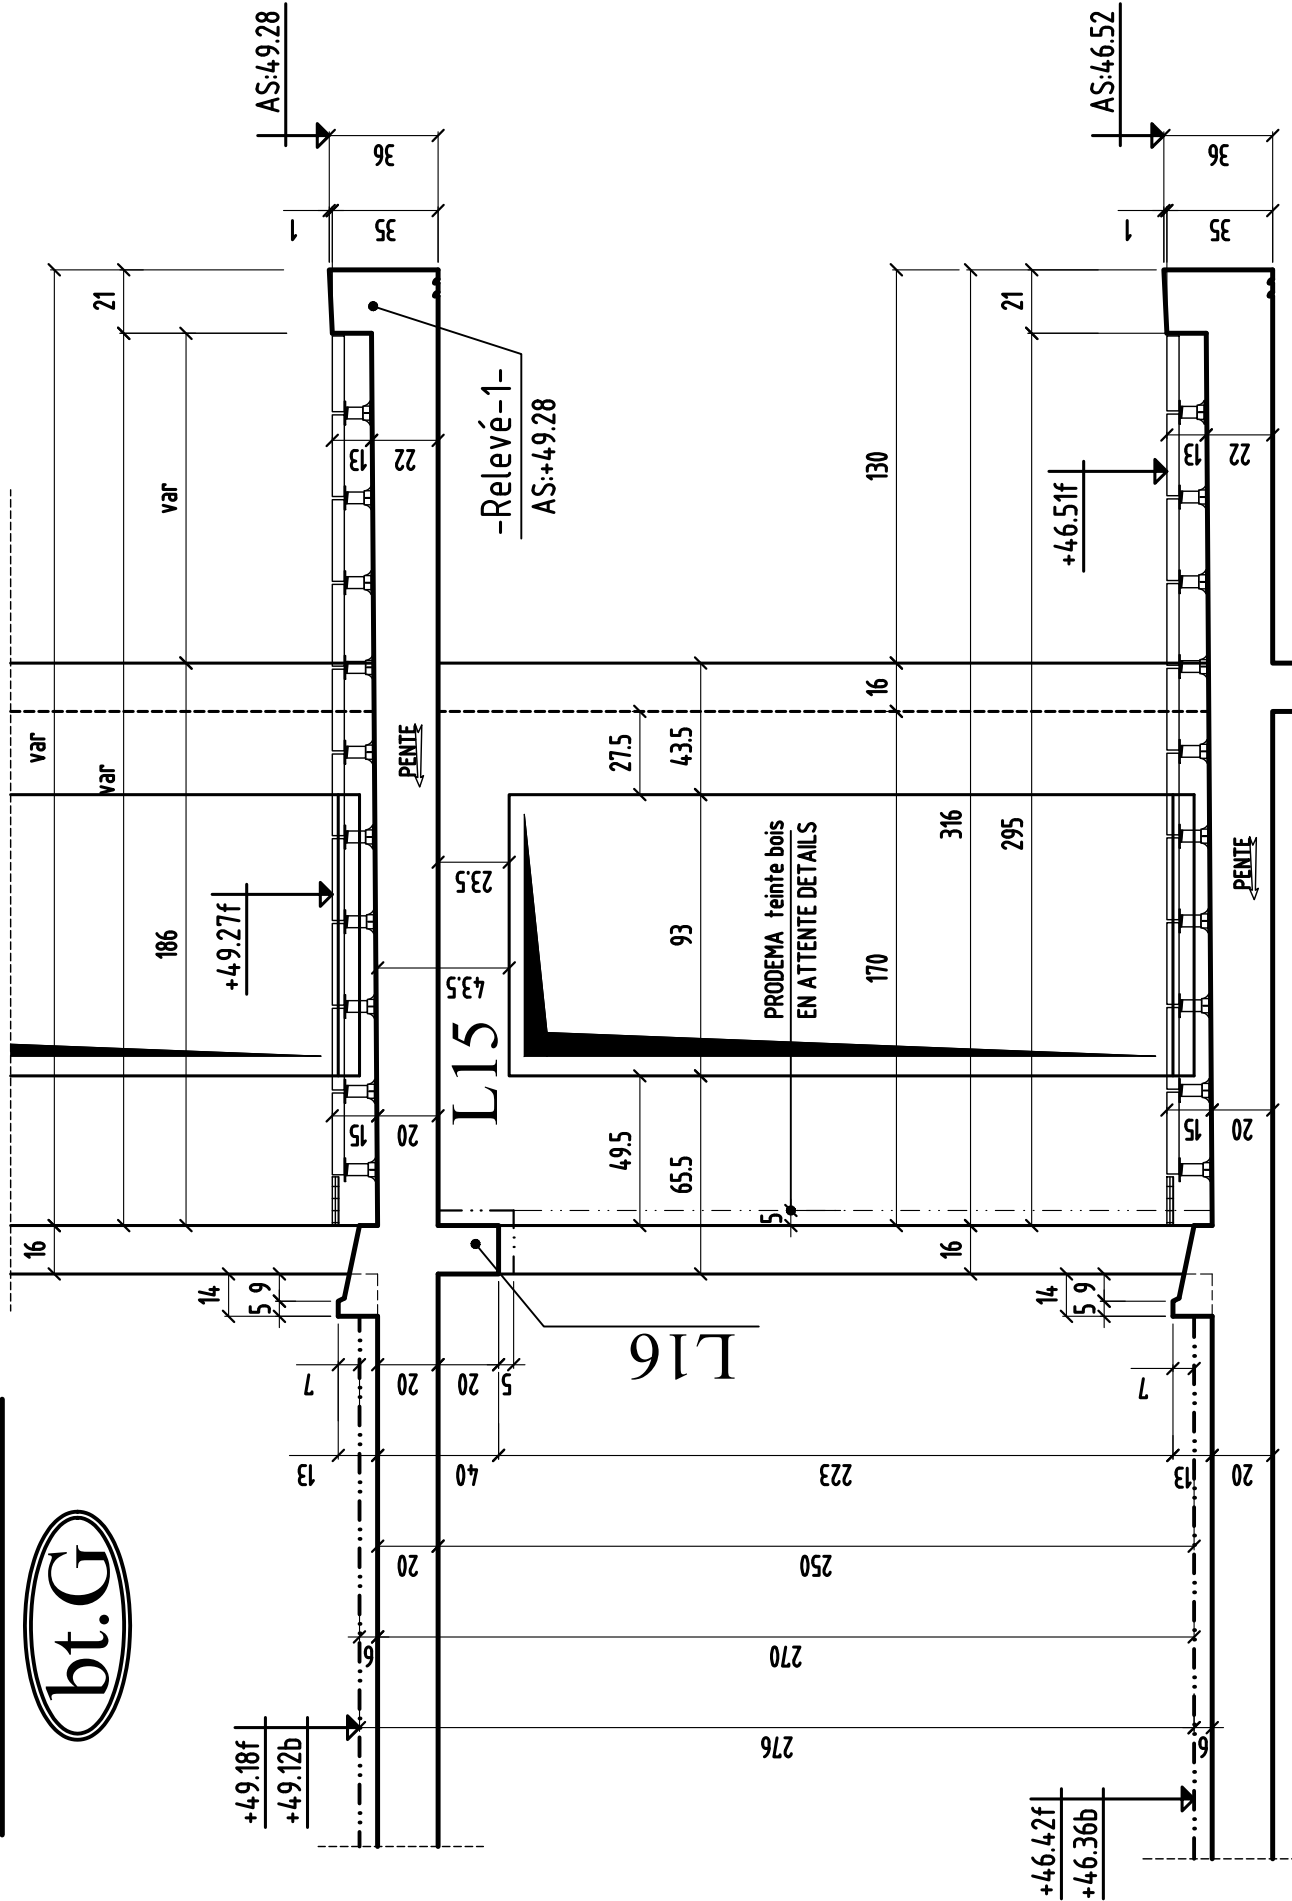 AS:49.28
AS:46.52
36
1
35
36
1
35
21
21
var
13
22
-Relevé-1-
AS:+49.28
130
+46.51f
13
22
var
var
PENTE
27.5
43.5
16
316
295
PENTE
186
+49.27f
23.5
43.5
93
PRODEMA teinte bois
EN ATTENTE DETAILS
170
L15
15
20
49.5
65.5
5
15
20
16
16
14
5 9
14
5 9
L16
7
20
20
5
7
13
40
223
13
20
20
250
6
270
276
6
+49.18f
+49.12b
+46.42f
+46.36b
bt.G